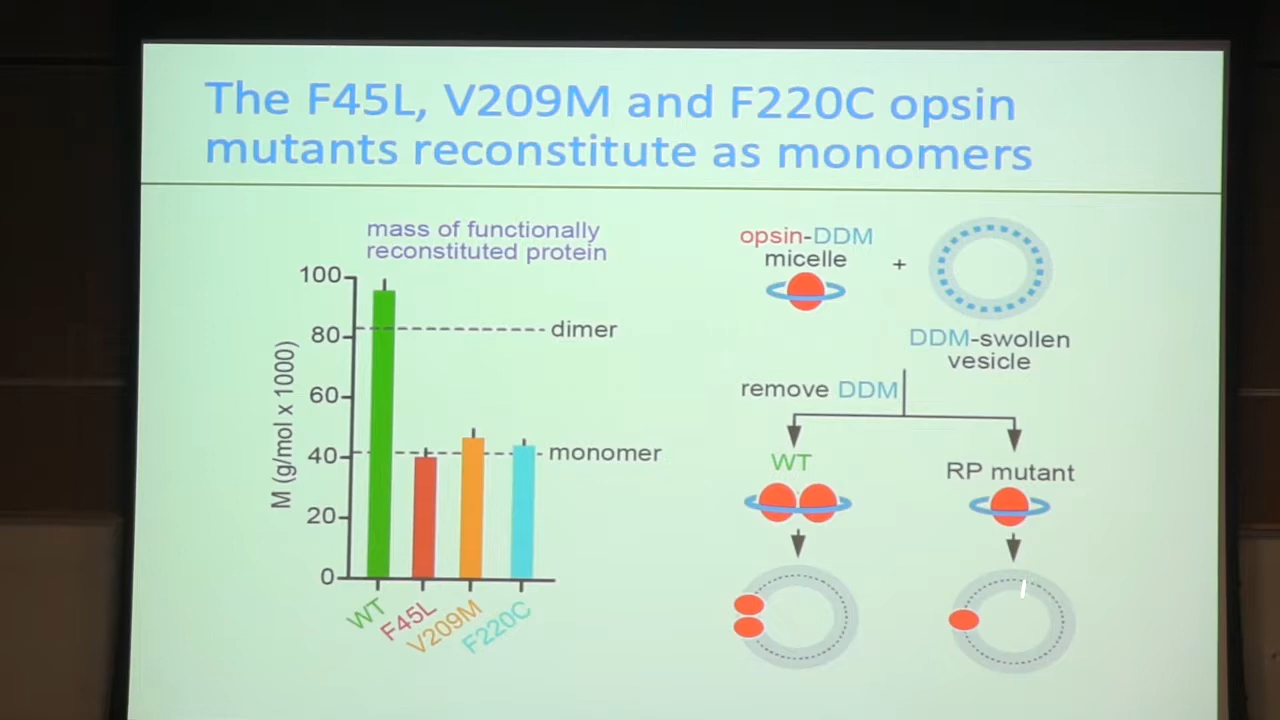 The F45L, V209M and F220C opsin
mutants reconstitute as monomers
mass of functionally
reconstituted protein
M (g/mol x 1000)
100
80
60
40
20
0
dimer
monomer
WT
F45L
V209M
F220C
opsin-DDM
micelle
+
DDM-swollen
vesicle
remove DDM
WT
RP mutant